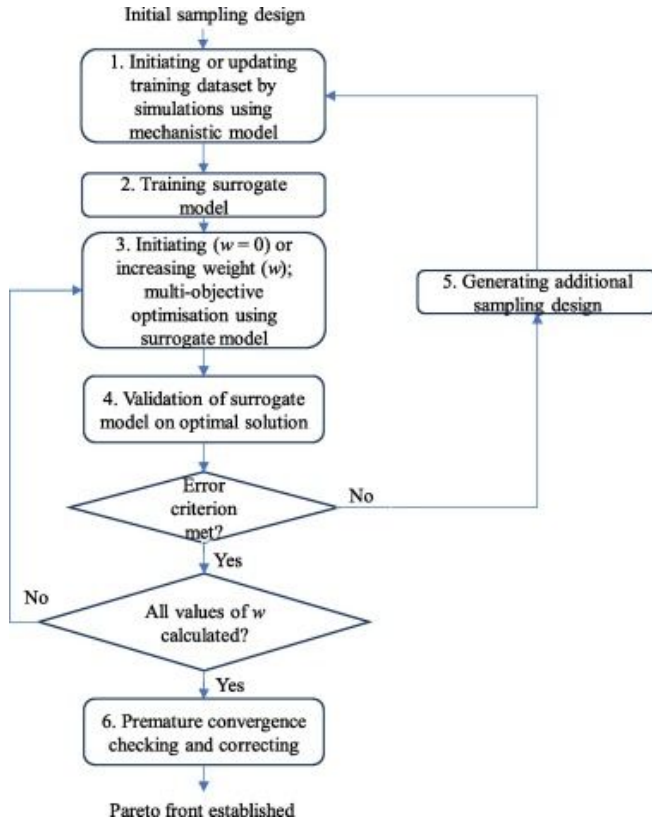 Initial sampling design
1. Initiating or updating
training dataset by
simulations using
mechanistic model
2. Training surrogate
model
3. Initiating (w = 0) or
increasing weight (w);
multi-objective
optimisation using
surrogate model
5. Generating additional
sampling design
4. Validation of surrogate
model on optimal solution
Error
criterion
met?
No
Yes
No
All values of w
calculated?
Yes
6. Premature convergence
checking and correcting
Pareto front established